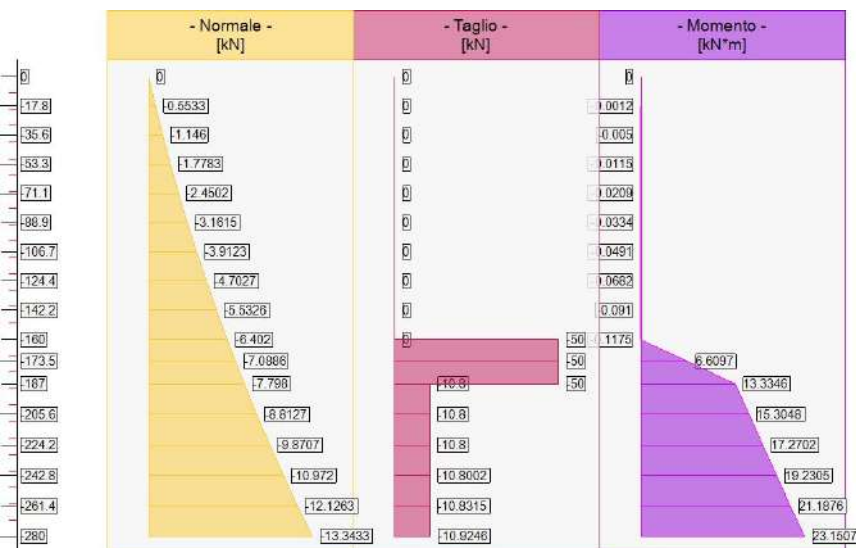 - Normale - - Taglio - - Momento -
[kN] [kN] [kN*m]
0 0 0 0
-17.8 -0.5533 0 -0.0012
-35.6 -1.146 0 -0.005
-53.3 -1.7783 0 -0.0115
-71.1 -2.4502 0 -0.0209
-88.9 -3.1615 0 -0.0334
-106.7 -3.9123 0 -0.0491
-124.4 -4.7027 0 -0.0682
-142.2 -5.5326 0 -0.091
-160 -6.402 0 -50 -0.1175
-173.5 -7.0886 -50 6.6097
-187 -7.798 -10.8 -50 13.3346
-205.6 -8.8127 -10.8 15.3048
-224.2 -9.8707 -10.8 17.2702
-242.8 -10.972 -10.8002 19.2305
-261.4 -12.1263 -10.8315 21.1876
-280 -13.3433 -10.9246 23.1507